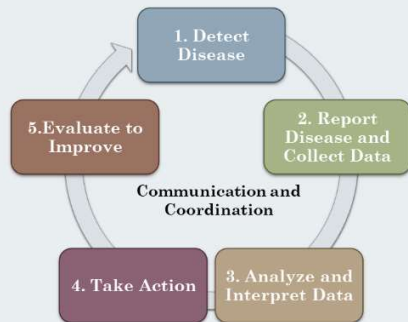 1. Detect
Disease
2. Report
Disease and
Collect Data
3. Analyze and
Interpret Data
4. Take Action
5.Evaluate to
Improve
Communication and
Coordination